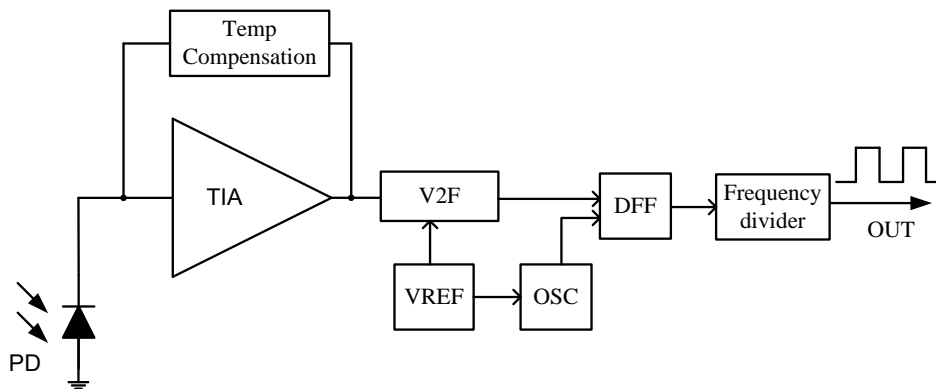 Temp
Compensation
TIA
V2F
DFF
Frequency
divider
OUT
VREF
OSC
PD